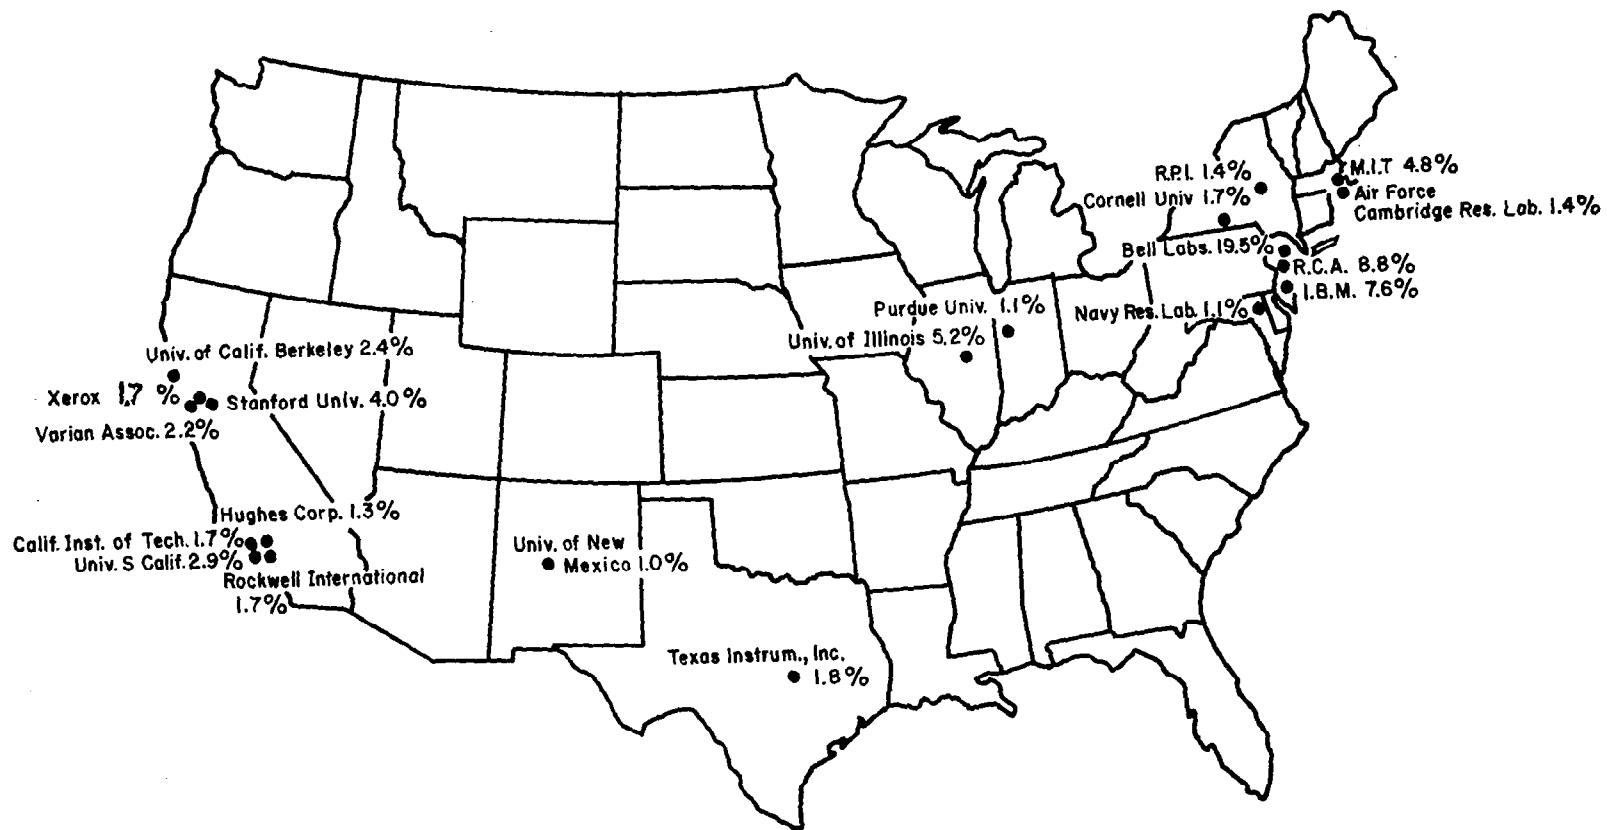 R.P.I. 1.4%
Cornell Univ 1.7%
M.I.T 4.8%
Air Force
Cambridge Res. Lab. 1.4%
Bell Labs. 19.5%
R.C.A. 8.8%
I.B.M. 7.6%
Navy Res. Lab. 1.1%
Purdue Univ. 1.1%
Univ. of Illinois 5.2%
Univ. of Calif. Berkeley 2.4%
Xerox 1.7 %
Stanford Univ. 4.0%
Varian Assoc. 2.2%
Hughes Corp. 1.3%
Calif. Inst. of Tech. 1.7%
Univ. S Calif. 2.9%
Rockwell International
1.7%
Univ. of New
Mexico 1.0%
Texas Instrum., Inc.
1.8%